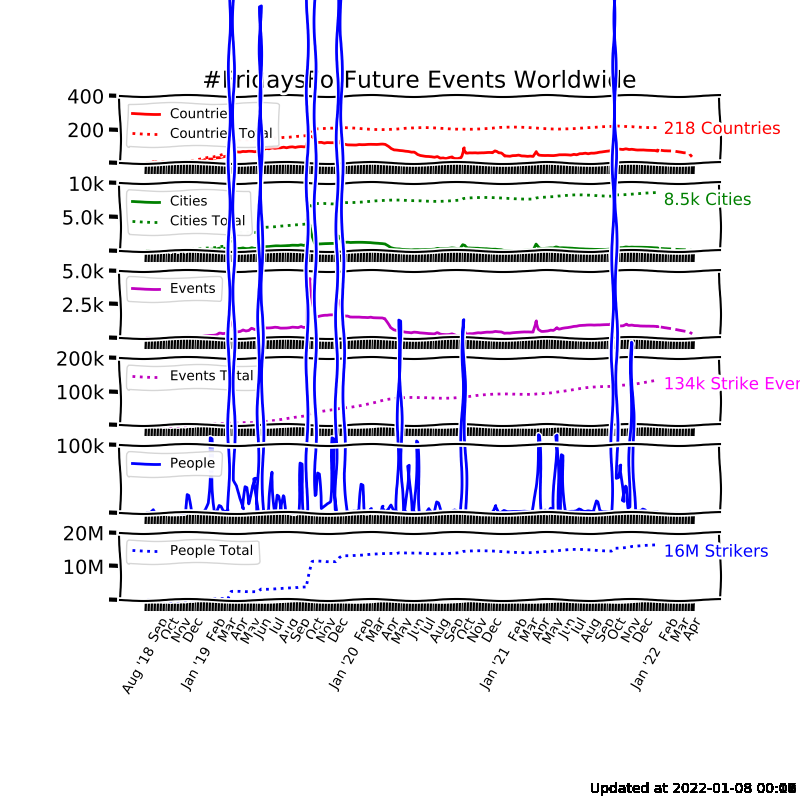 #FridaysFo Future Events Worldwide
400
200
Countries
Countries Total
218 Countries
10k
5.0k
Cities
Cities Total
8.5k Cities
5.0k
2.5k
Events
200k
100k
Events Total
134k Strike Even
100k
People
20M
10M
People Total
16M Strikers
Aug '18 Sep Oct Nov Dec Jan '19 Feb Mar Apr May Jun Jul Aug Sep Oct Nov Dec Jan '20 Feb Mar Apr May Jun Jul Aug Sep Oct Nov Dec Jan '21 Feb Mar Apr May Jun Jul Aug Sep Oct Nov Dec Jan '22 Feb Mar Apr
Updated at 2022-01-08